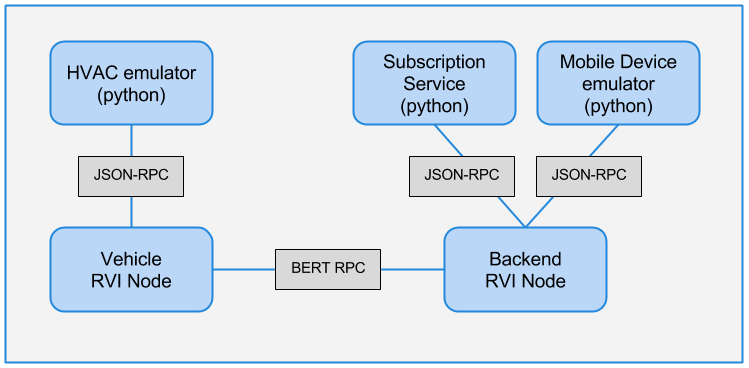 HVAC emulator
(python)
Subscription
Service
(python)
Mobile Device
emulator
(python)
JSON-RPC
JSON-RPC
JSON-RPC
Vehicle
RVI Node
BERT RPC
Backend
RVI Node